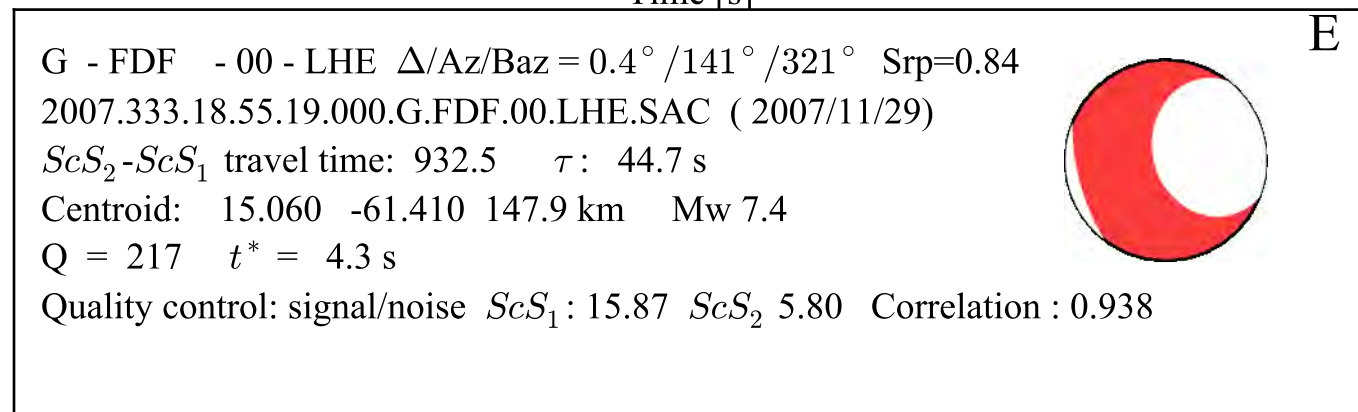 E
G - FDF - 00 - LHE Δ/Az/Baz = 0.4° /141° /321° Srp=0.84
2007.333.18.55.19.000.G.FDF.00.LHE.SAC ( 2007/11/29)
ScS₂-ScS₁ travel time: 932.5 τ : 44.7 s
Centroid: 15.060 -61.410 147.9 km Mw 7.4
Q = 217 t* = 4.3 s
Quality control: signal/noise ScS₁: 15.87 ScS₂ 5.80 Correlation : 0.938